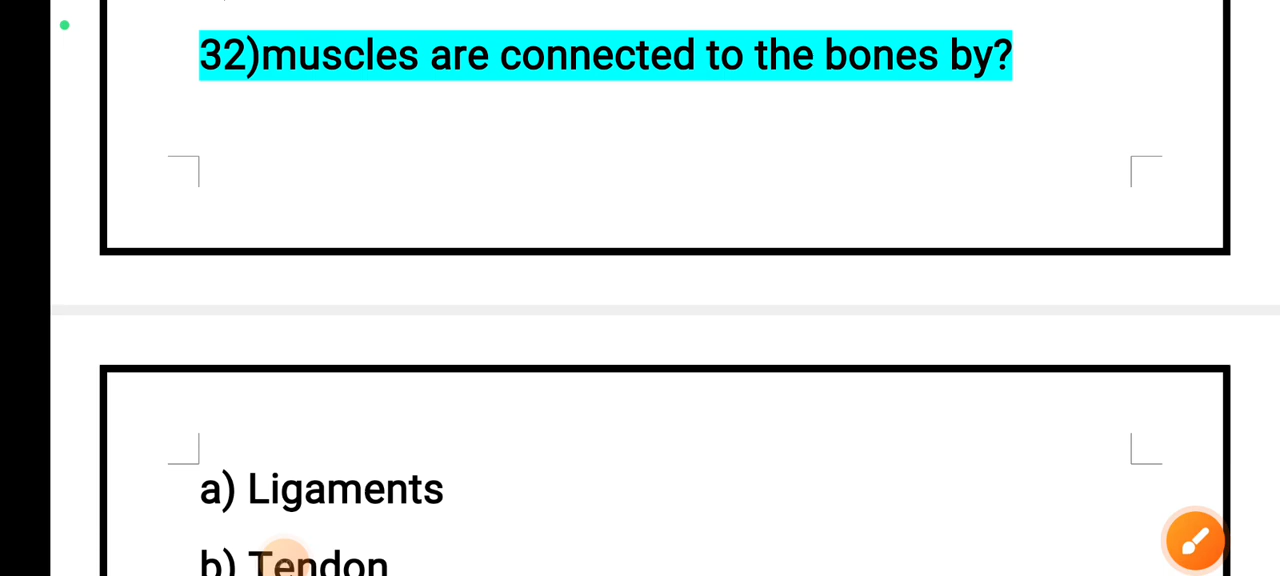 32)muscles are connected to the bones by?
a) Ligaments
b) Tendon